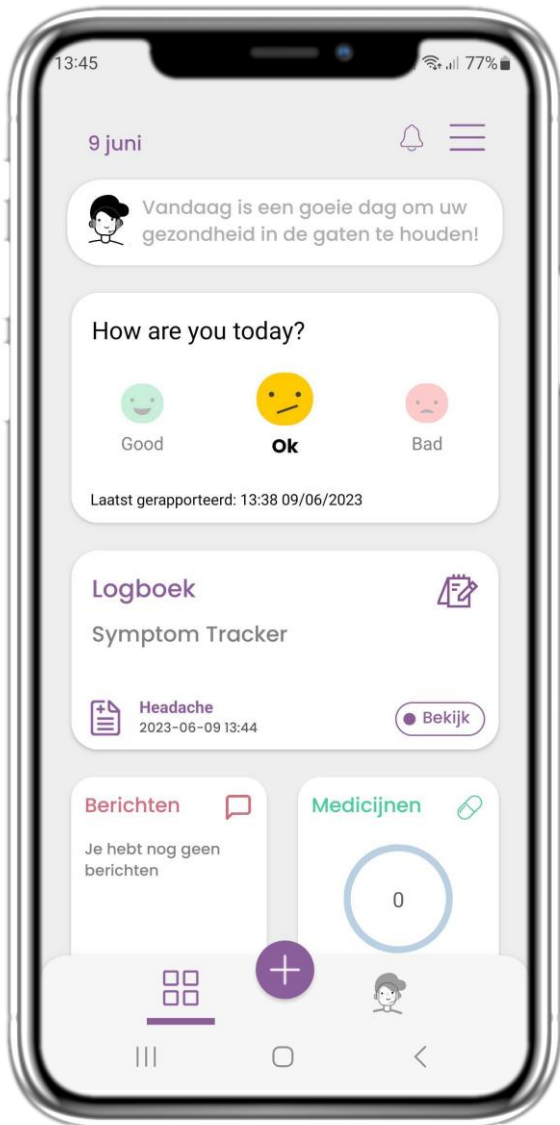 13:45
77%
9 juni
Vandaag is een goeie dag om uw
gezondheid in de gaten te houden!
How are you today?
Good
Ok
Bad
Laatst gerapporteerd: 13:38 09/06/2023
Logboek
Symptom Tracker
Headache
2023-06-09 13:44
Bekijk
Berichten
Je hebt nog geen
berichten
Medicijnen
0